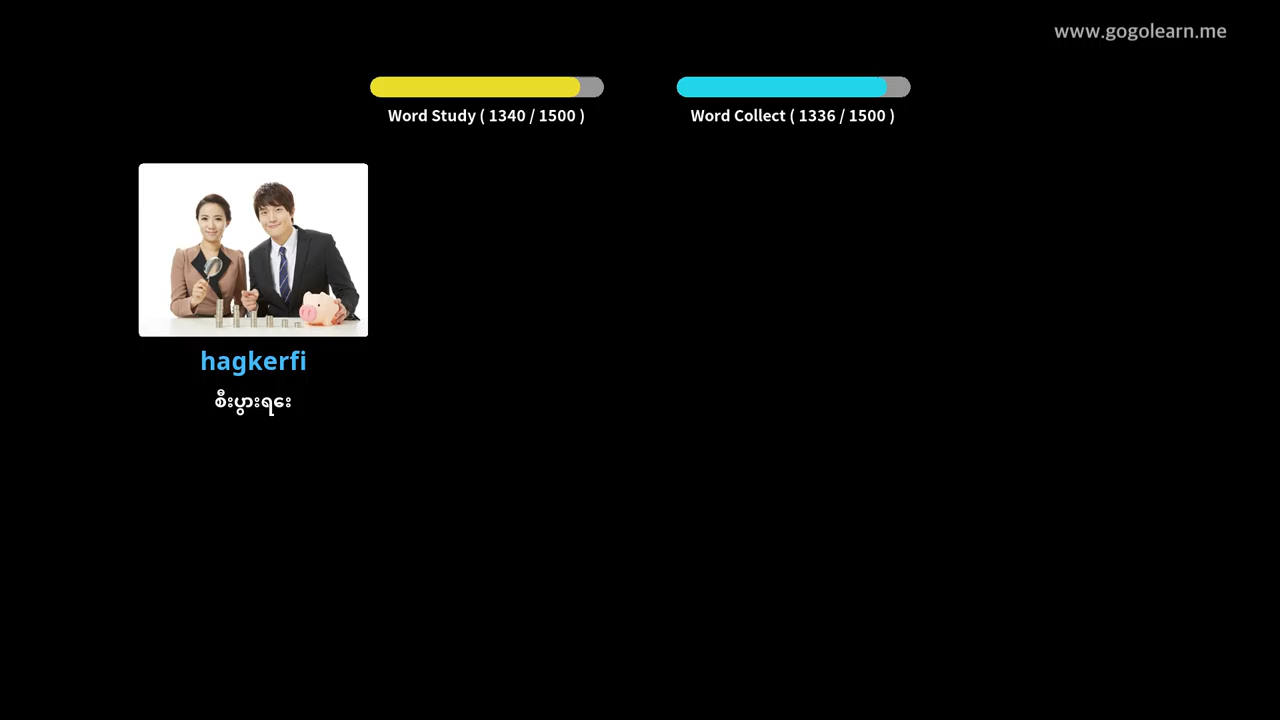 www.gogolearn.me
Word Study ( 1340 / 1500 )
Word Collect ( 1336 / 1500 )
hagkerfi
စီးပွားရေး